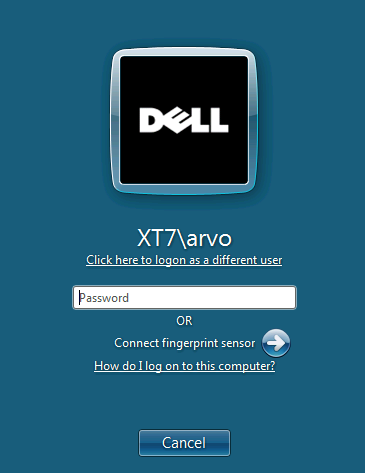 DELL
XT7\arvo
Click here to logon as a different user
Password
OR
Connect fingerprint sensor
How do I log on to this computer?
Cancel